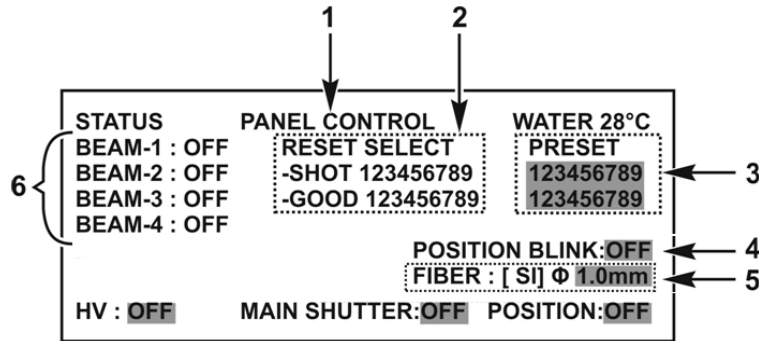 1 2
STATUS PANEL CONTROL WATER 28°C
BEAM-1 : OFF RESET SELECT PRESET
BEAM-2 : OFF -SHOT 123456789 123456789 3
6 BEAM-3 : OFF -GOOD 123456789 123456789
BEAM-4 : OFF
POSITION BLINK:OFF 4
FIBER : [ SI] Φ 1.0mm 5
HV : OFF MAIN SHUTTER:OFF POSITION:OFF